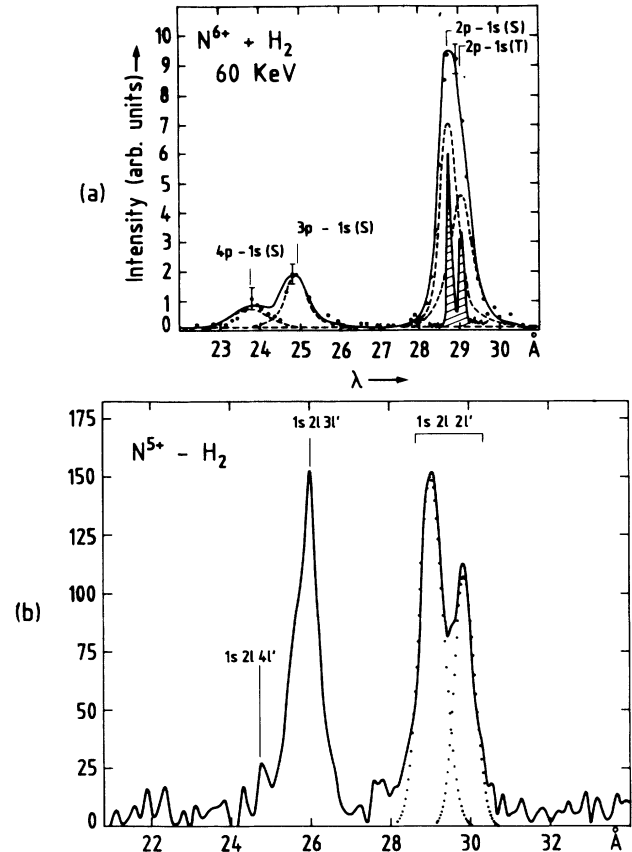 N6+ + H2
60 KeV
(a)
Intensity (arb. units)
10
9
8
7
6
5
4
3
2
1
0
2p - 1s (S)
2p - 1s (T)
4p - 1s (S)
3p - 1s (S)
23 24 25 26 27 28 29 30 Å
λ
(b)
N5+ - H2
175
150
125
100
75
50
25
0
1s 2l 3l'
1s 2l 2l'
1s 2l 4l'
22 24 26 28 30 32 Å